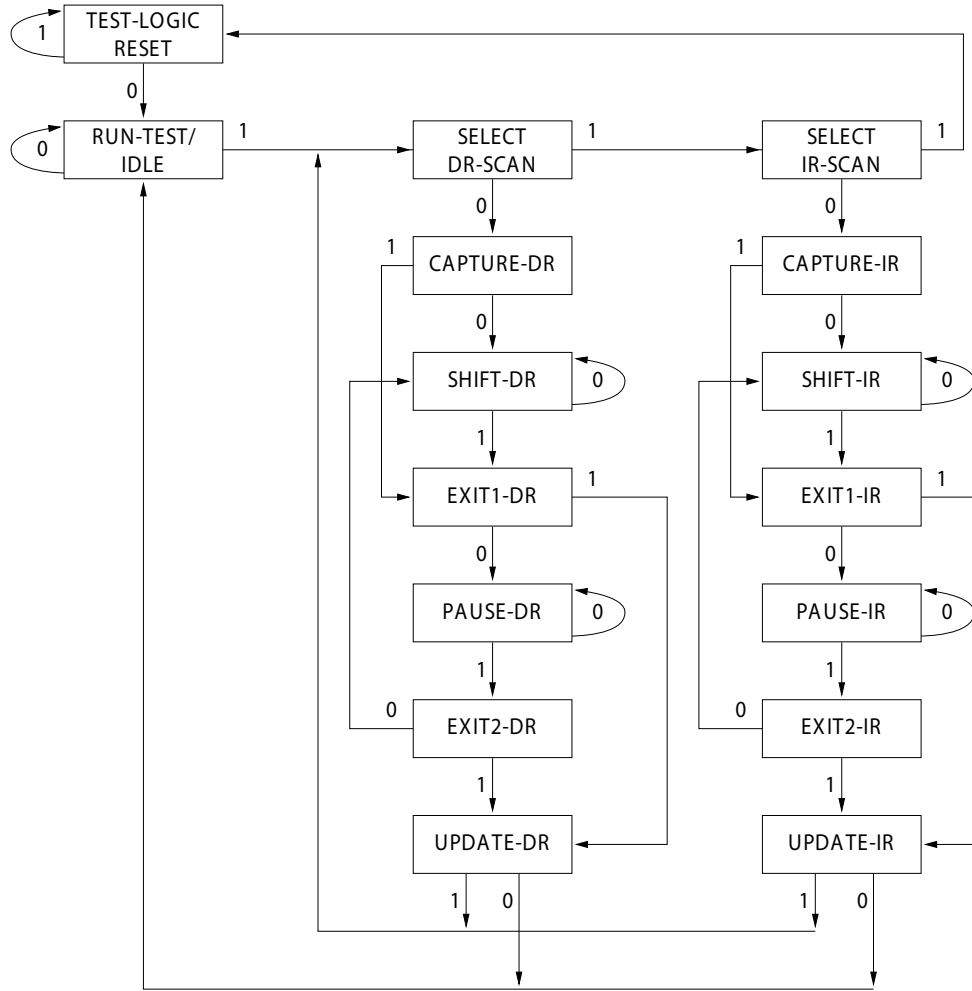 TEST-LOGIC
RESET
1
0
RUN-TEST/
IDLE
0
1
SELECT
DR-SCAN
1
SELECT
IR-SCAN
1
0
0
1
CAPTURE-DR
1
CAPTURE-IR
0
0
SHIFT-DR
0
SHIFT-IR
0
1
1
EXIT1-DR
1
EXIT1-IR
1
0
0
PAUSE-DR
0
PAUSE-IR
0
1
1
0
EXIT2-DR
0
EXIT2-IR
1
1
UPDATE-DR
UPDATE-IR
1
0
1
0